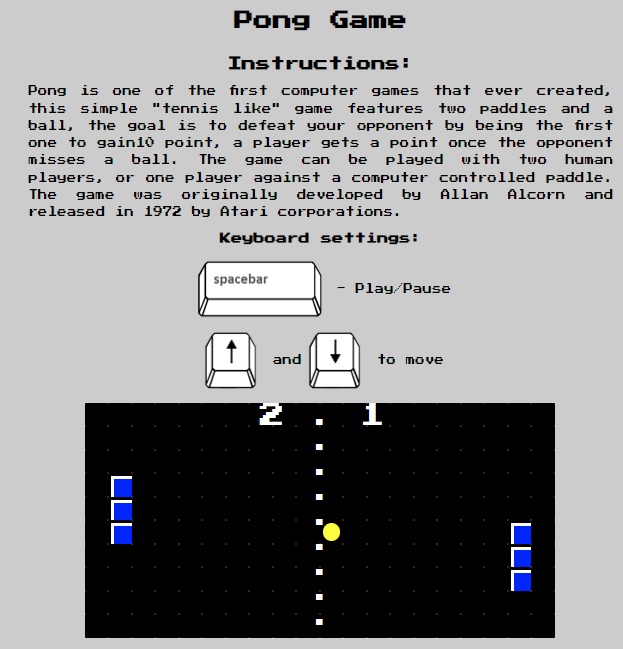 Pong Game
Instructions:
Pong is one of the first computer games that ever created,
this simple "tennis like" game features two paddles and a
ball, the goal is to defeat your opponent by being the first
one to gain10 point, a player gets a point once the opponent
misses a ball. The game can be played with two human
players, or one player against a computer controlled paddle.
The game was originally developed by Allan Alcorn and
released in 1972 by Atari corporations.
Keyboard settings:
spacebar - Play/Pause
↑ and ↓ to move
2 1